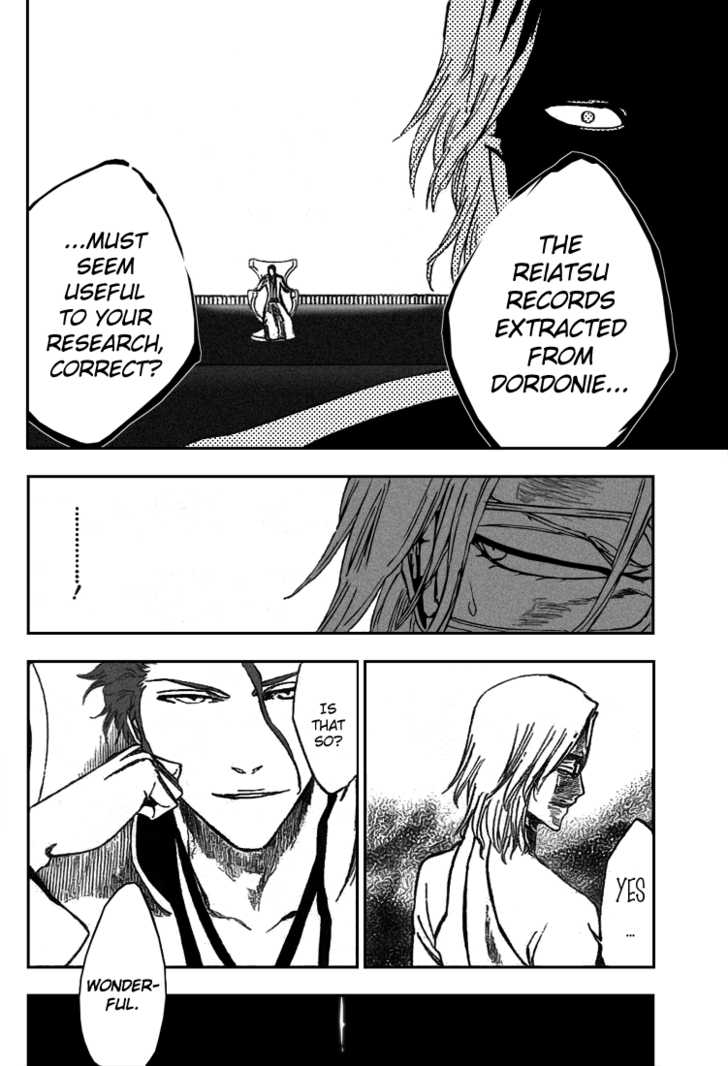 THE
REIATSU
RECORDS
EXTRACTED
FROM
DORDONIE...
...MUST
SEEM
USEFUL
TO YOUR
RESEARCH,
CORRECT?
.........!
YES
...
IS
THAT
SO?
WONDER-
FUL.